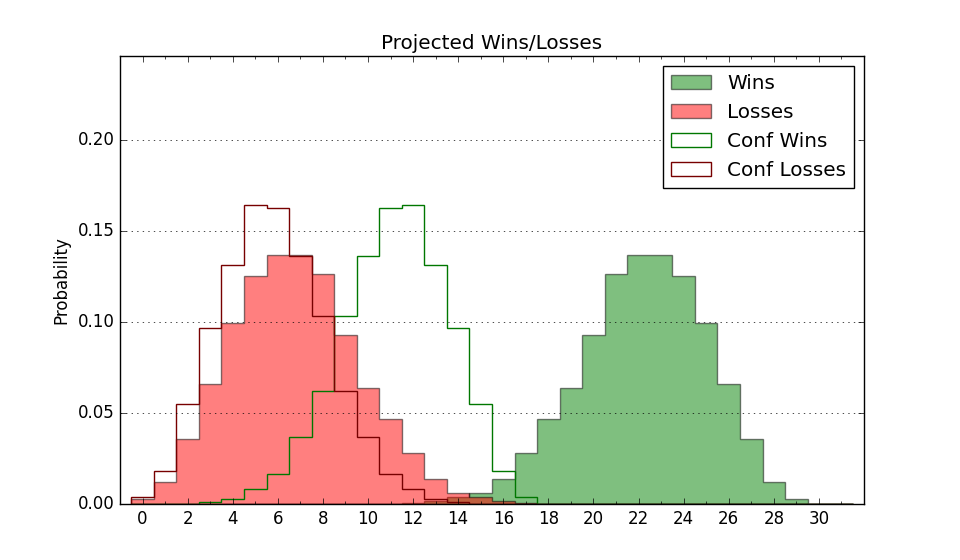 Projected Wins/Losses
Wins
Losses
Conf Wins
Conf Losses
Probability
0.20
0.15
0.10
0.05
0.00
0 2 4 6 8 10 12 14 16 18 20 22 24 26 28 30